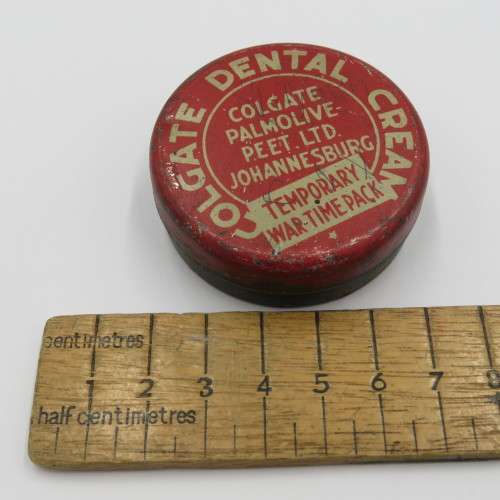 COLGATE DENTAL CREAM
COLGATE
PALMOLIVE-
PEET. LTD.
JOHANNESBURG
TEMPORARY
WAR-TIME PACK
centimetres
1 2 3 4 5 6 7 8
half centimetres